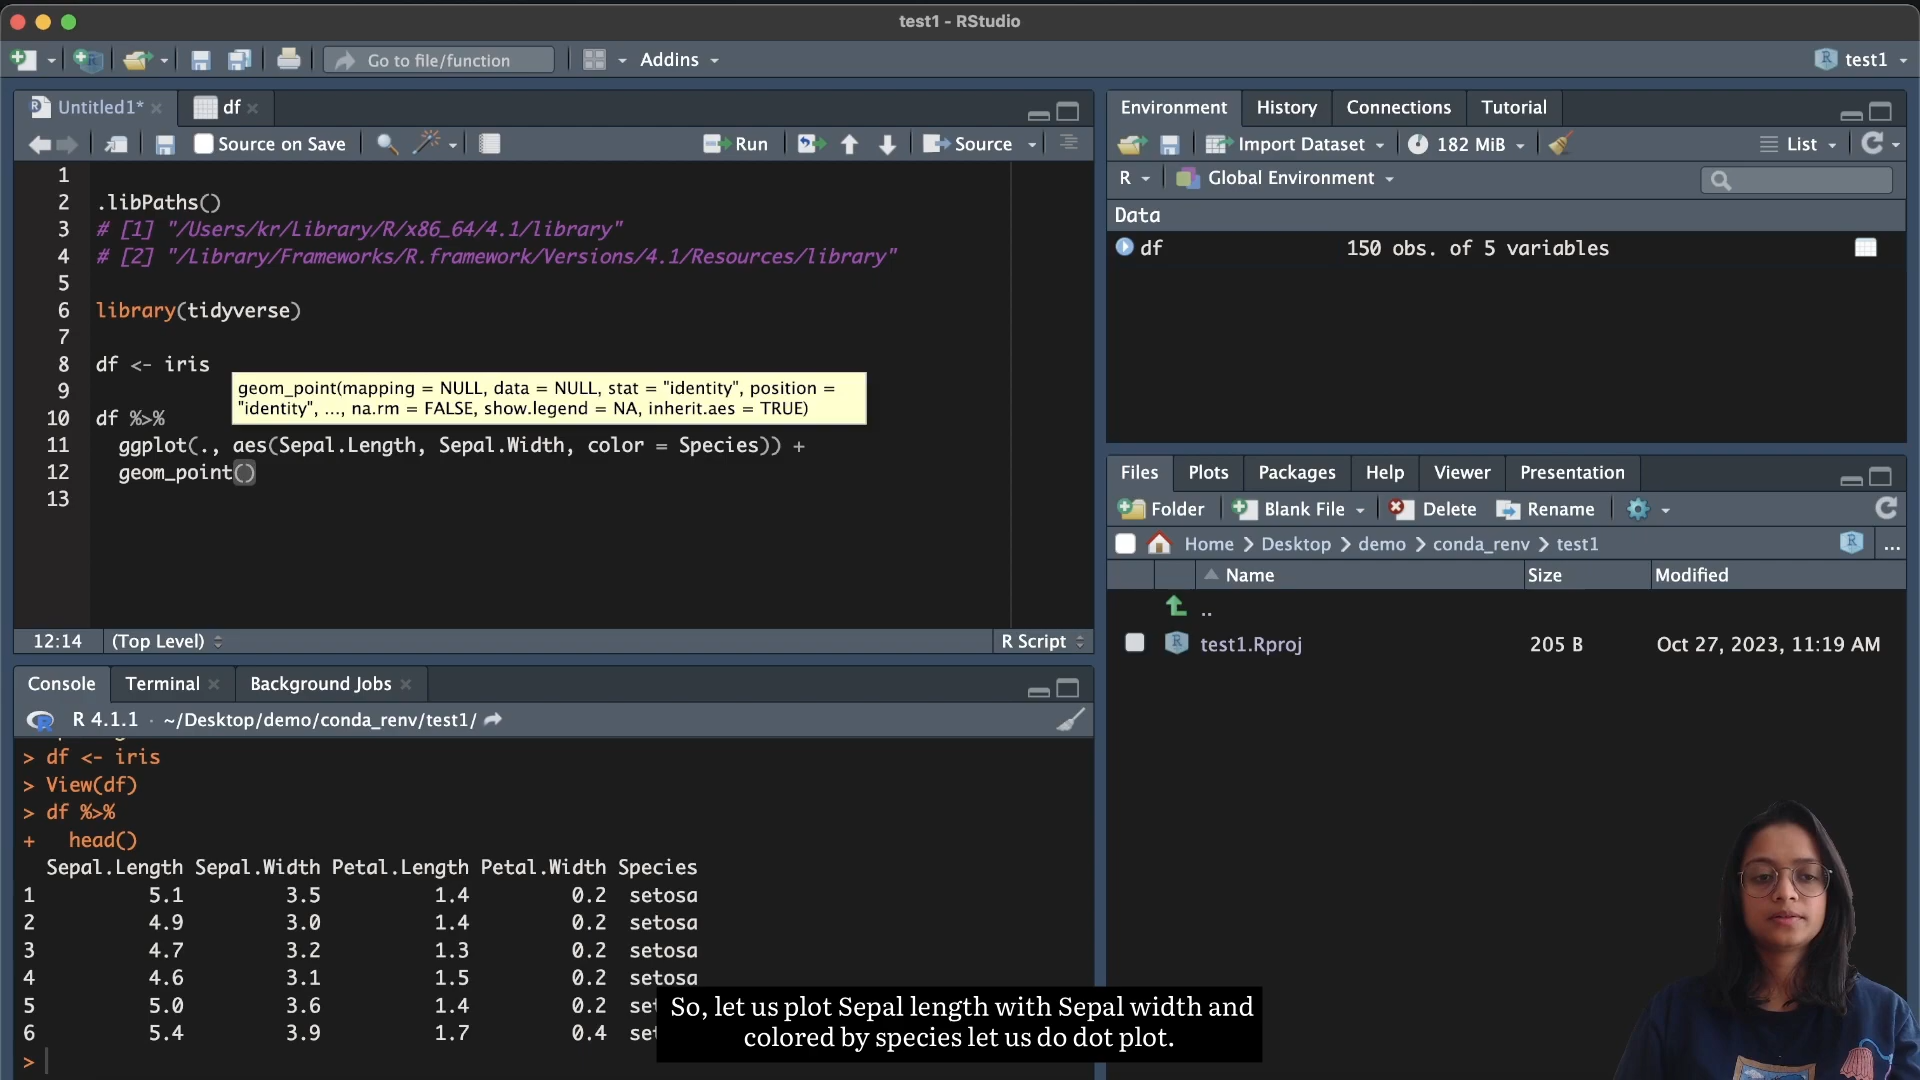 test1 - RStudio
Go to file/function
Addins
test1
Untitled1*
df
Source on Save
Run
Source
1
2 .libPaths()
3 # [1] "/Users/kr/Library/R/x86_64/4.1/library"
4 # [2] "/Library/Frameworks/R.framework/Versions/4.1/Resources/library"
5
6 library(tidyverse)
7
8 df <- iris
9
geom_point(mapping = NULL, data = NULL, stat = "identity", position =
"identity", ..., na.rm = FALSE, show.legend = NA, inherit.aes = TRUE)
10 df %>%
11 ggplot(., aes(Sepal.Length, Sepal.Width, color = Species)) +
12 geom_point()
13
12:14 (Top Level) R Script
Console Terminal Background Jobs
R 4.1.1 · ~/Desktop/demo/conda_renv/test1/
> df <- iris
> View(df)
> df %>%
+ head()
Sepal.Length Sepal.Width Petal.Length Petal.Width Species
1 5.1 3.5 1.4 0.2 setosa
2 4.9 3.0 1.4 0.2 setosa
3 4.7 3.2 1.3 0.2 setosa
4 4.6 3.1 1.5 0.2 setosa
5 5.0 3.6 1.4 0.2 se
6 5.4 3.9 1.7 0.4 se
>
Environment History Connections Tutorial
Import Dataset 182 MiB List
R Global Environment
Data
df 150 obs. of 5 variables
Files Plots Packages Help Viewer Presentation
Folder Blank File Delete Rename
Home Desktop demo conda_renv test1 ...
Name Size Modified
..
test1.Rproj 205 B Oct 27, 2023, 11:19 AM
So, let us plot Sepal length with Sepal width and
colored by species let us do dot plot.